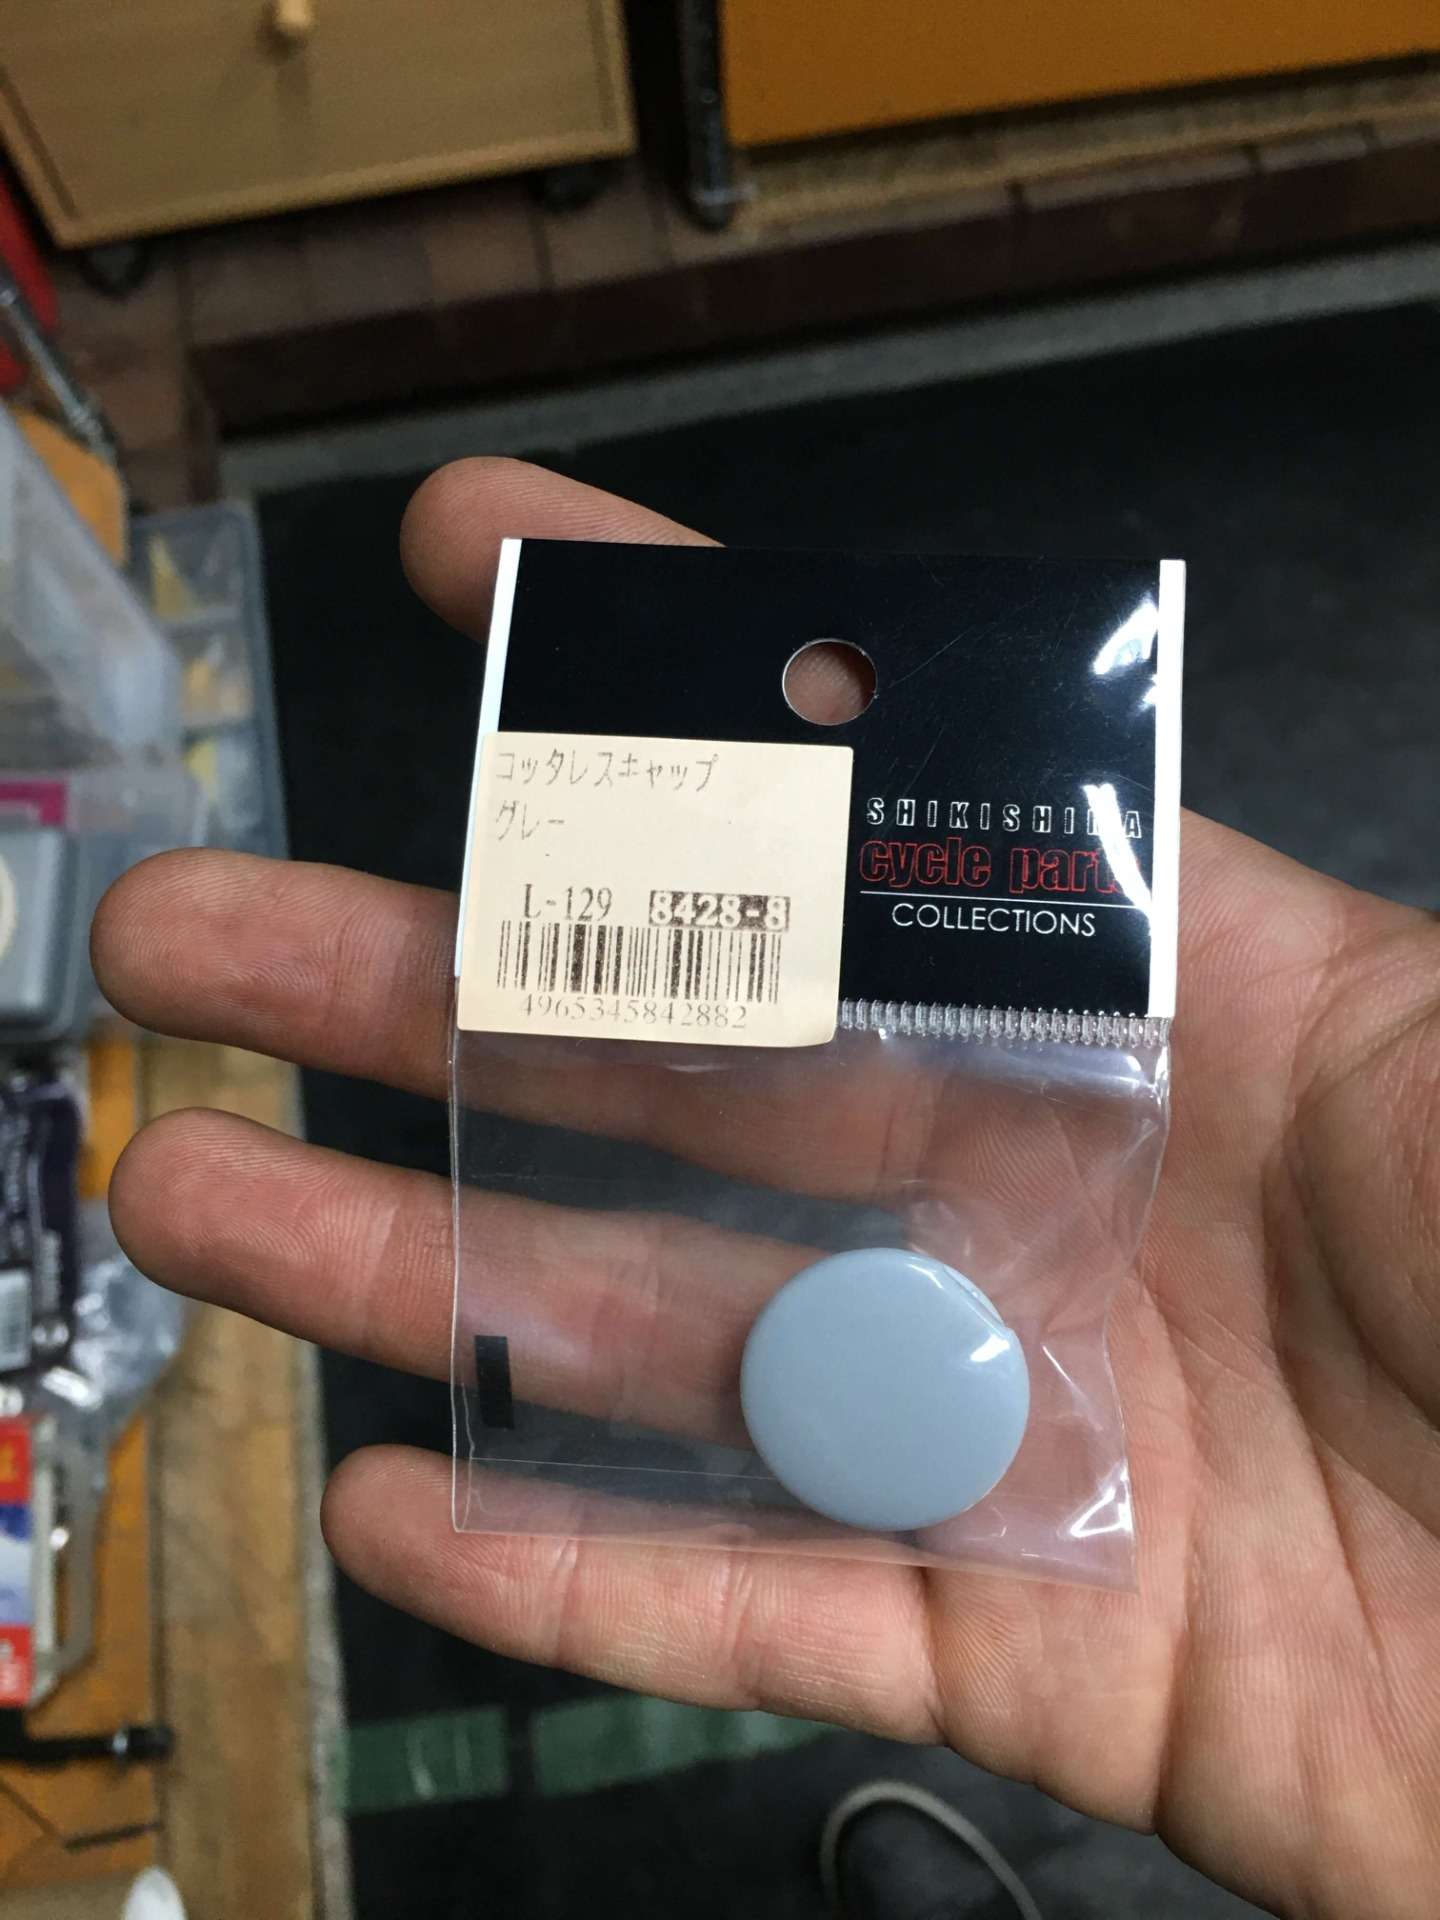 コッタレスキャップ
グレー
L-129 8428-8
4965345842882
SHIKISHIMA
cycle parts
COLLECTIONS